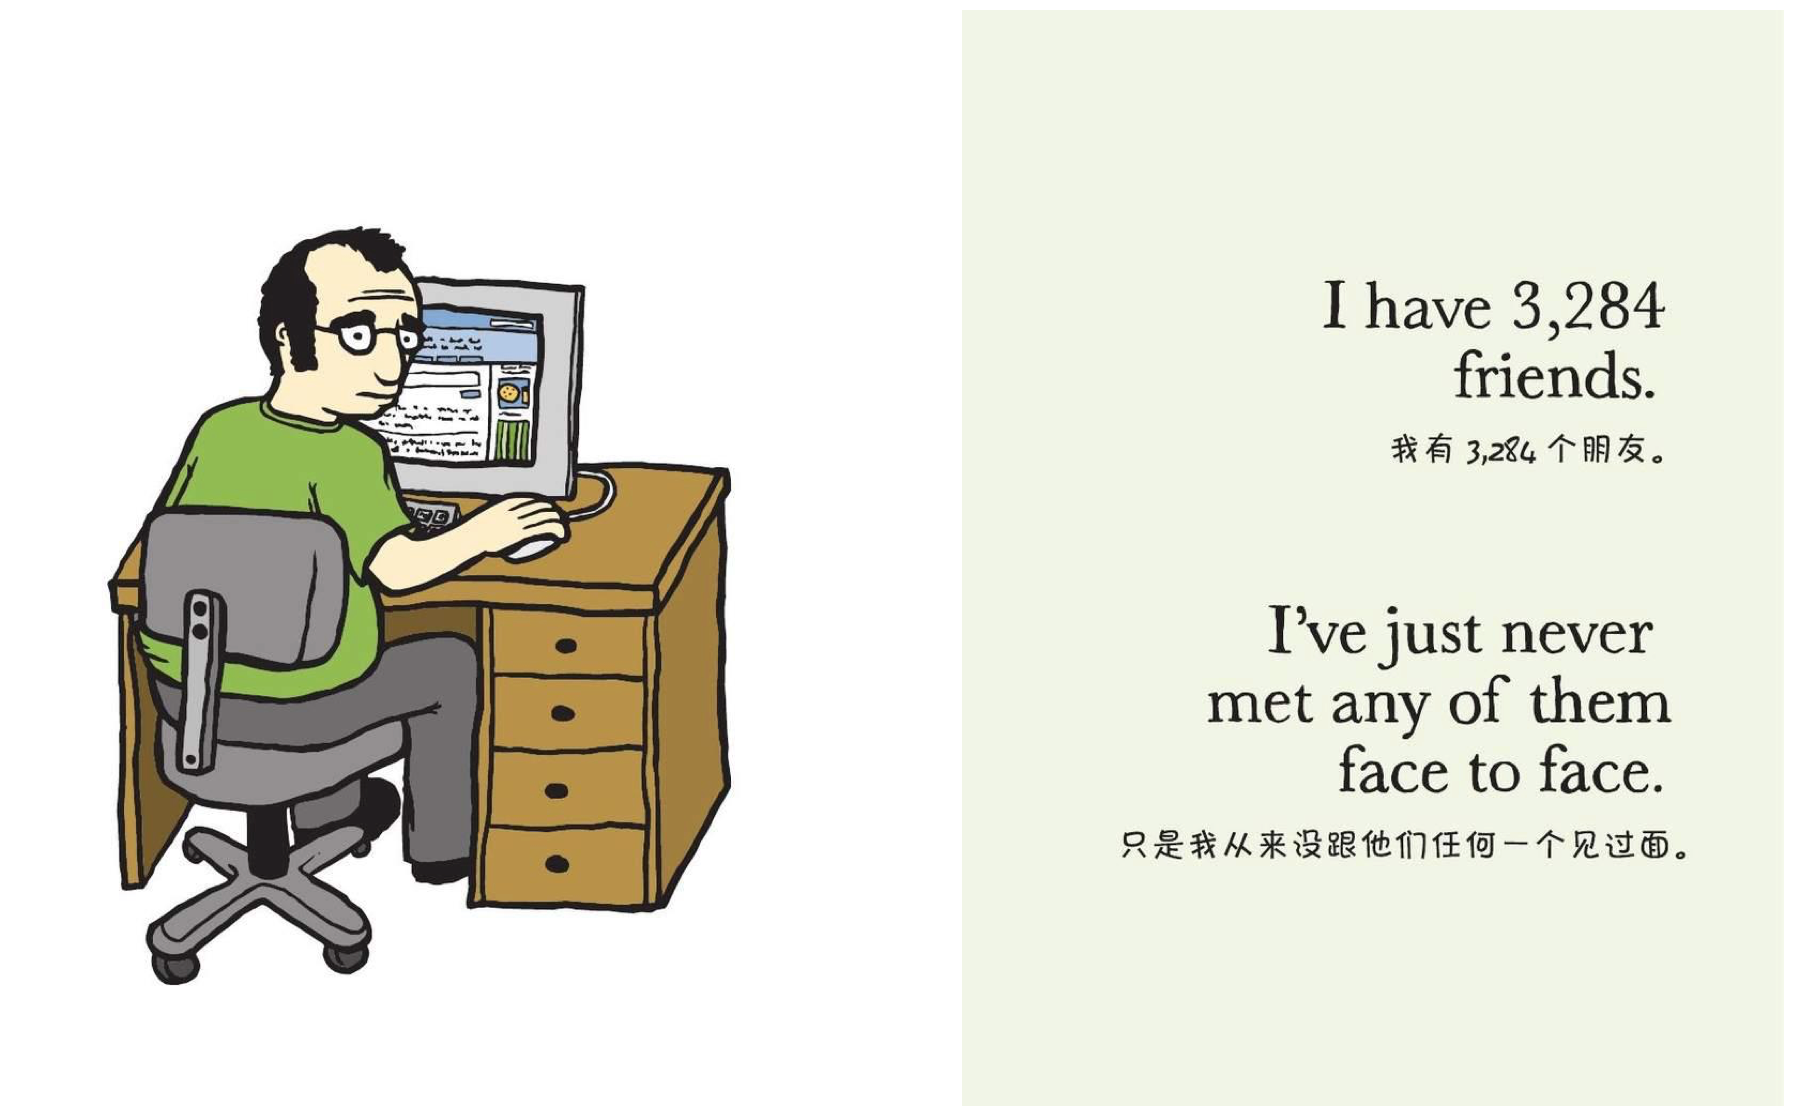 I have 3,284
friends.
我有 3,284 个朋友。
I've just never
met any of them
face to face.
只是我从来没跟他们任何一个见过面。